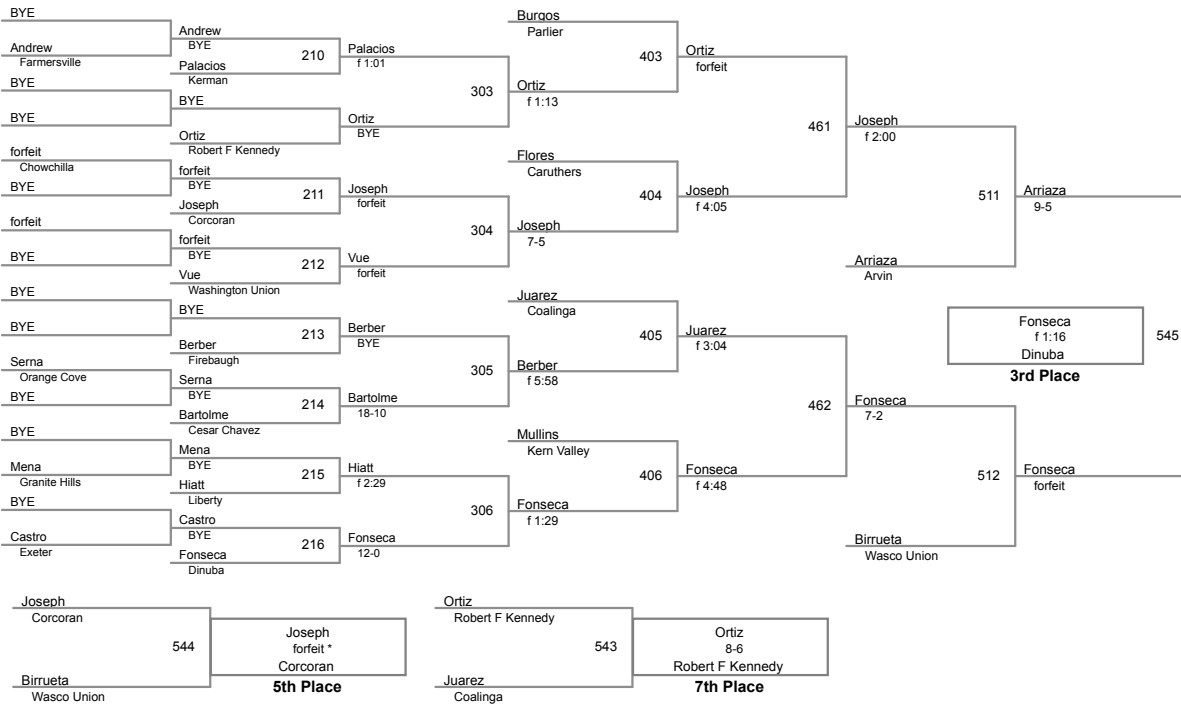 BYE
Andrew
Farmersville
BYE
BYE
forfeit
Chowchilla
BYE
forfeit
BYE
BYE
BYE
Serna
Orange Cove
BYE
BYE
Mena
Granite Hills
BYE
Castro
Exeter
Andrew
BYE
210
Palacios
Kerman
BYE
Ortiz
Robert F Kennedy
forfeit
BYE
211
Joseph
Corcoran
forfeit
BYE
212
Vue
Washington Union
BYE
213
Berber
Firebaugh
Serna
BYE
214
Bartolme
Cesar Chavez
Mena
BYE
215
Hiatt
Liberty
Castro
BYE
216
Fonseca
Dinuba
Palacios
f 1:01
303
Ortiz
BYE
Joseph
forfeit
304
Vue
forfeit
Berber
BYE
305
Bartolme
18-10
Hiatt
f 2:29
306
Fonseca
12-0
Burgos
Parlier
403
Ortiz
f 1:13
Flores
Caruthers
404
Joseph
7-5
Juarez
Coalinga
405
Berber
f 5:58
Mullins
Kern Valley
406
Fonseca
f 1:29
Ortiz
forfeit
461
Joseph
f 4:05
Juarez
f 3:04
462
Fonseca
f 4:48
Joseph
f 2:00
511
Arriaza
Arvin
Fonseca
7-2
512
Birrueta
Wasco Union
Arriaza
9-5
Fonseca
forfeit
Fonseca
f 1:16
Dinuba
545
3rd Place
Joseph
Corcoran
544
Birrueta
Wasco Union
Joseph
forfeit *
Corcoran
5th Place
Ortiz
Robert F Kennedy
543
Juarez
Coalinga
Ortiz
8-6
Robert F Kennedy
7th Place